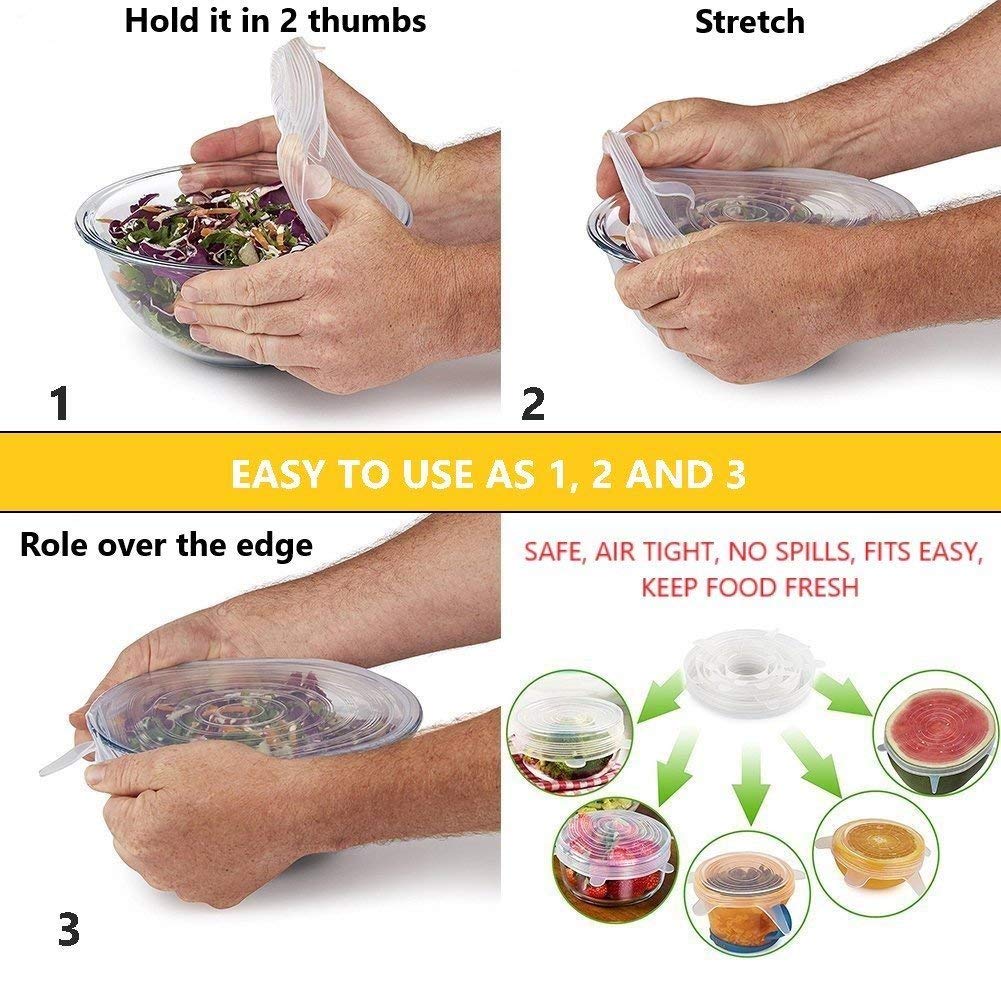 Hold it in 2 thumbs
Stretch
1
2
EASY TO USE AS 1, 2 AND 3
Role over the edge
SAFE, AIR TIGHT, NO SPILLS, FITS EASY,
KEEP FOOD FRESH
3